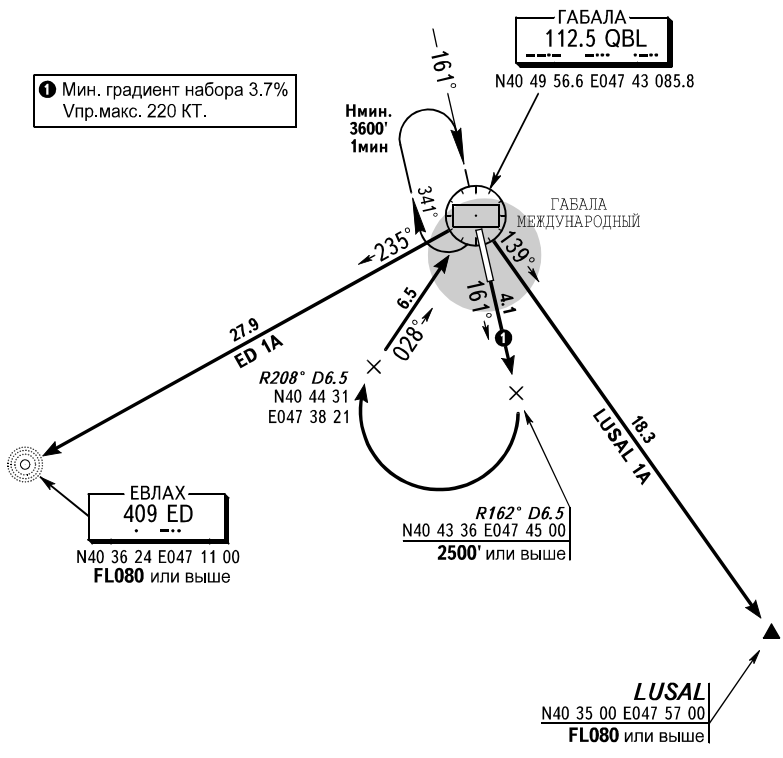 ГАБАЛА
112.5 QBL
N40 49 56.6 E047 43 085.8
❶ Мин. градиент набора 3.7%
Vпр.макс. 220 КТ.
161°
Hмин.
3600'
1мин
341°
ГАБАЛА
МЕЖДУНАРОДНЫЙ
235°
139°
6.5
028°
161°
4.1
❶
27.9
ED 1A
R208° D6.5
N40 44 31
E047 38 21
18.3
LUSAL 1A
ЕВЛАХ
409 ED
N40 36 24 E047 11 00
FL080 или выше
R162° D6.5
N40 43 36 E047 45 00
2500' или выше
LUSAL
N40 35 00 E047 57 00
FL080 или выше